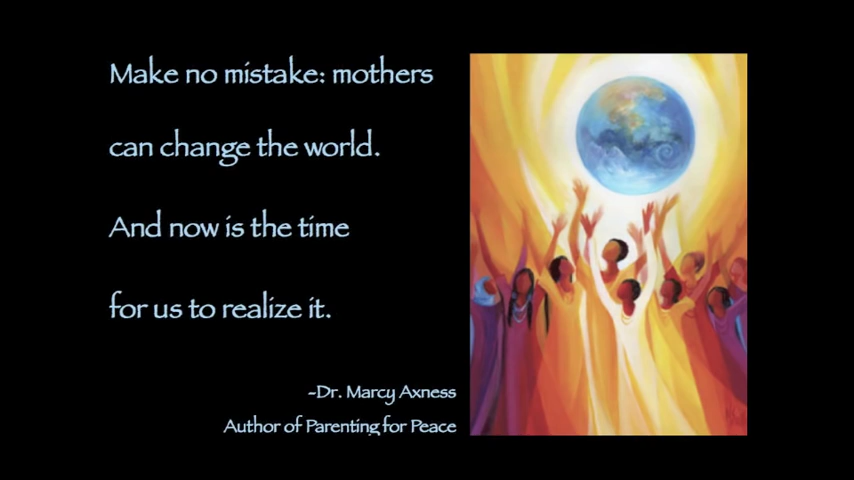 Make no mistake: mothers
can change the world.
And now is the time
for us to realize it.
-Dr. Marcy Axness
Author of Parenting for Peace